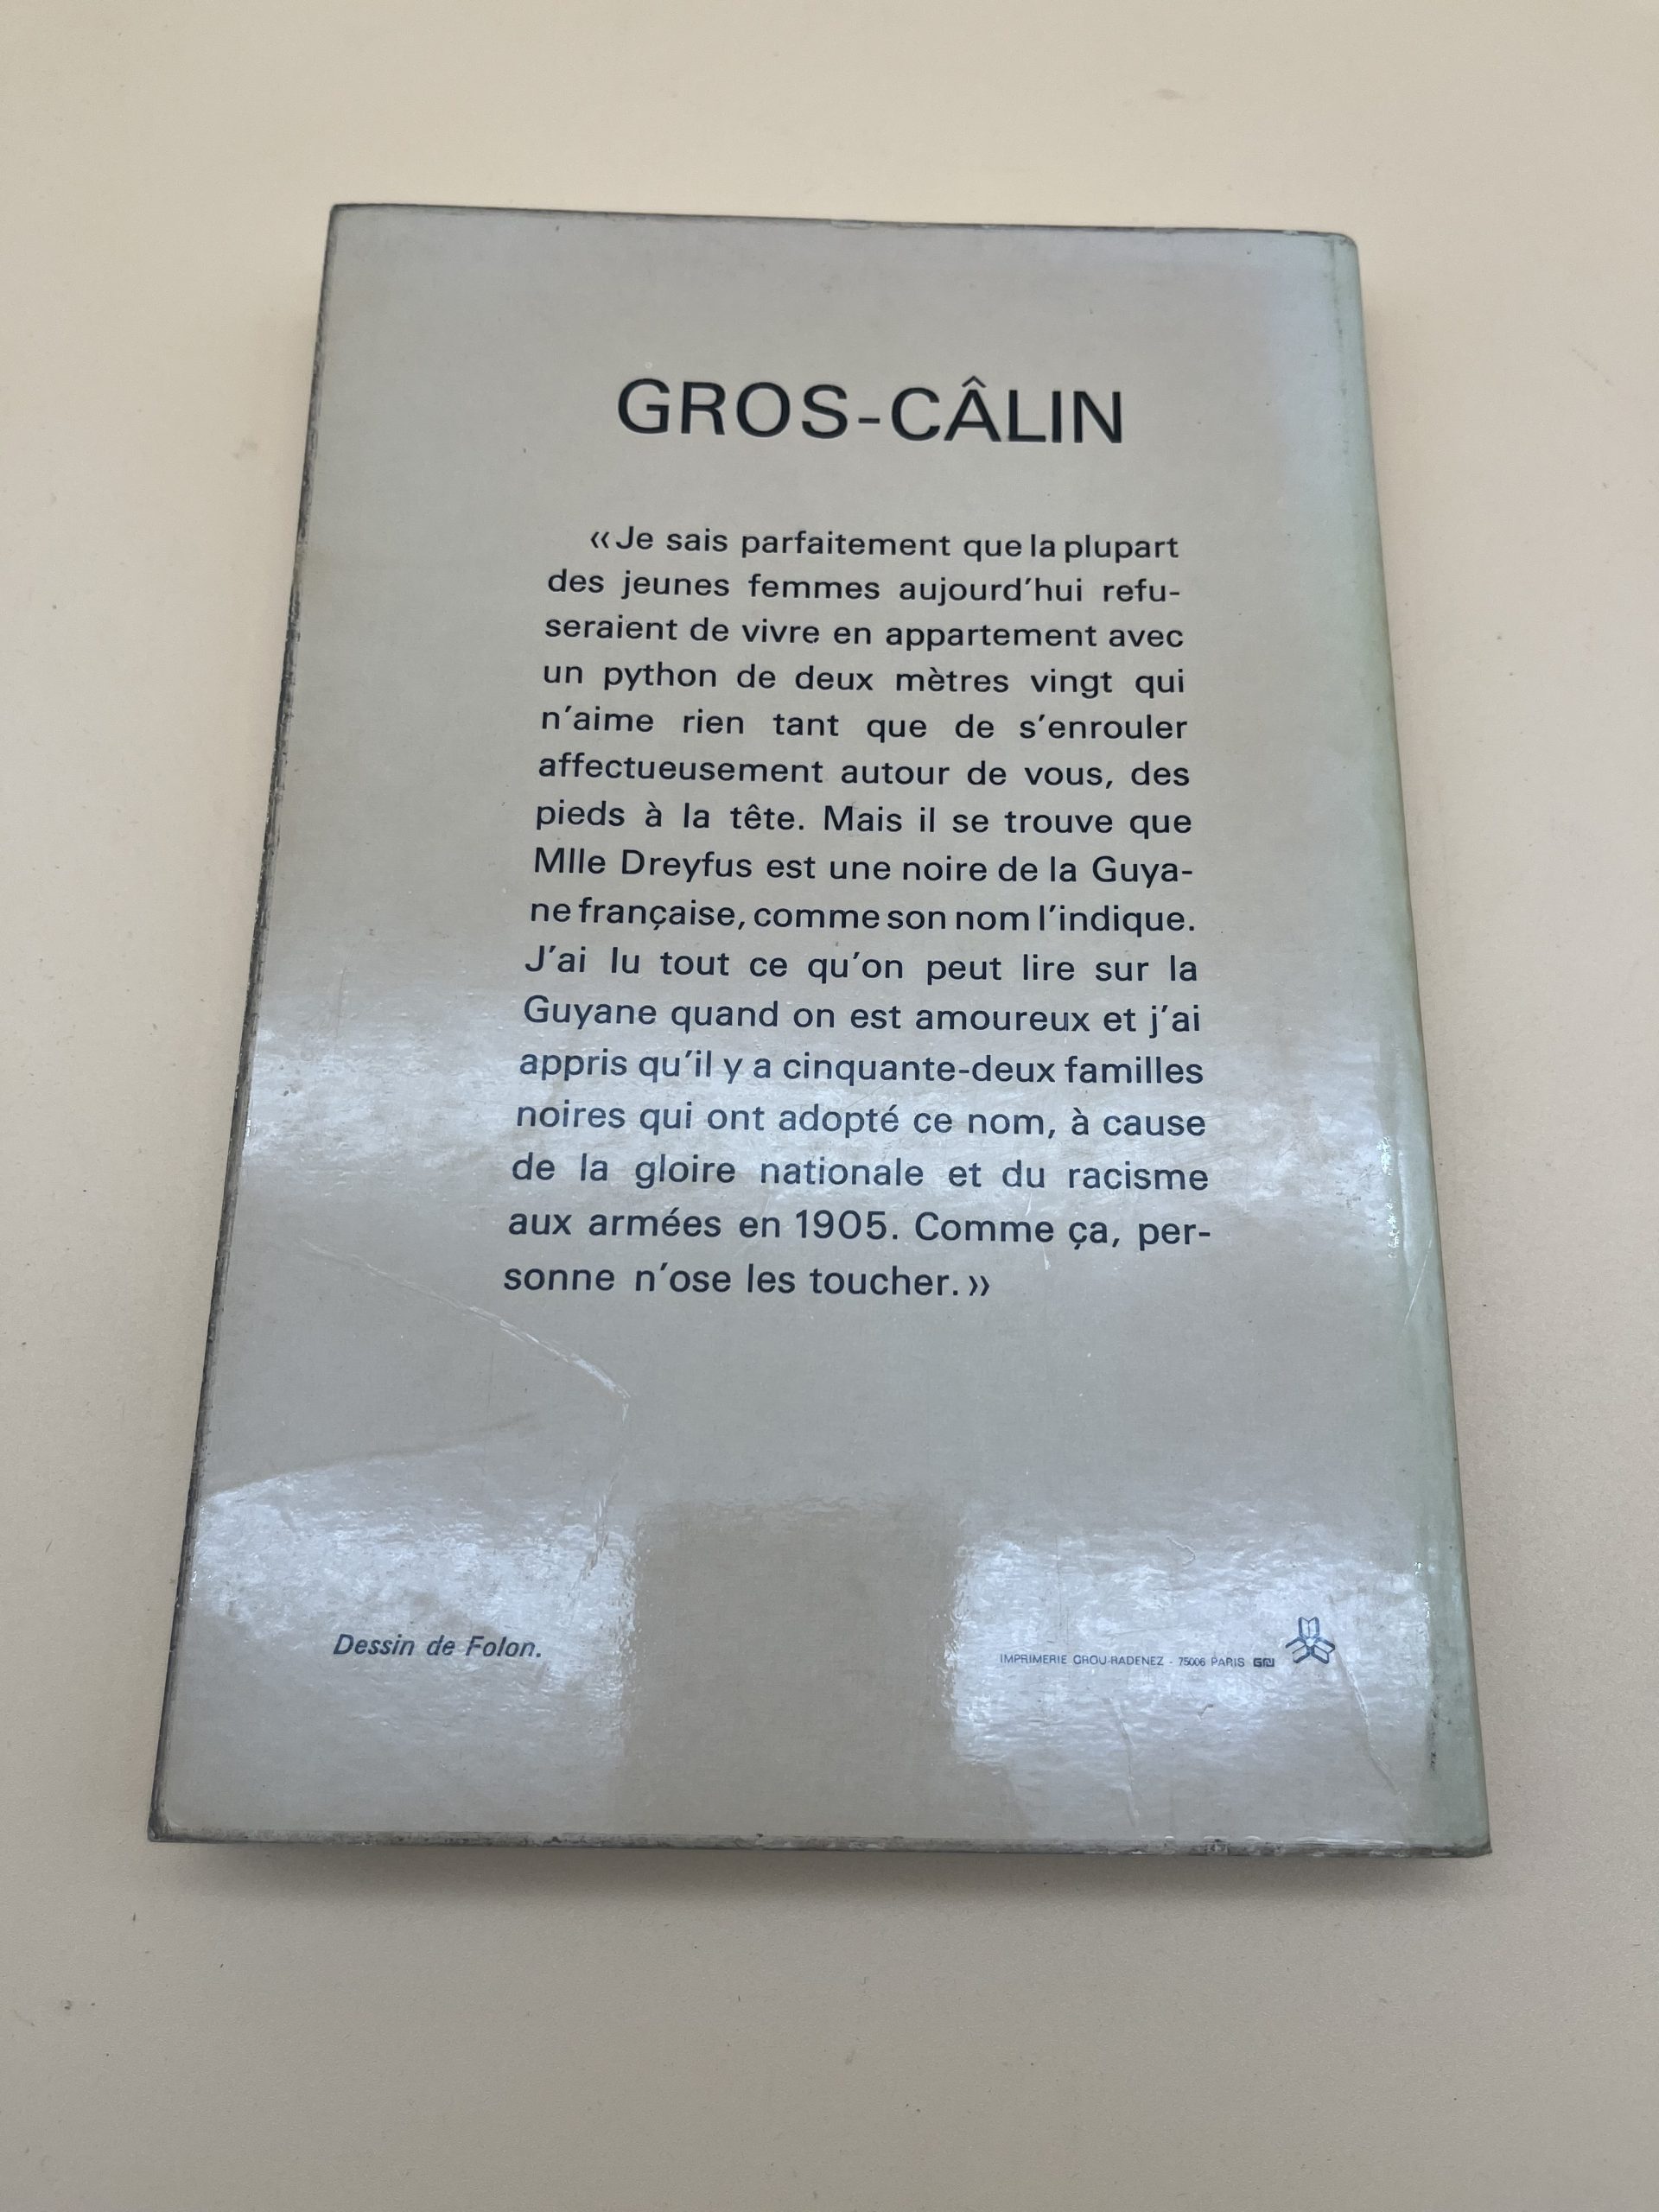 GROS-CÂLIN
«Je sais parfaitement que la plupart
des jeunes femmes aujourd'hui refu-
seraient de vivre en appartement avec
un python de deux mètres vingt qui
n'aime rien tant que de s'enrouler
affectueusement autour de vous, des
pieds à la tête. Mais il se trouve que
Mlle Dreyfus est une noire de la Guya-
ne française, comme son nom l'indique.
J'ai lu tout ce qu'on peut lire sur la
Guyane quand on est amoureux et j'ai
appris qu'il y a cinquante-deux familles
noires qui ont adopté ce nom, à cause
de la gloire nationale et du racisme
aux armées en 1905. Comme ça, per-
sonne n'ose les toucher.»
Dessin de Folon.
IMPRIMERIE GROU-RADENEZ - 75006 PARIS